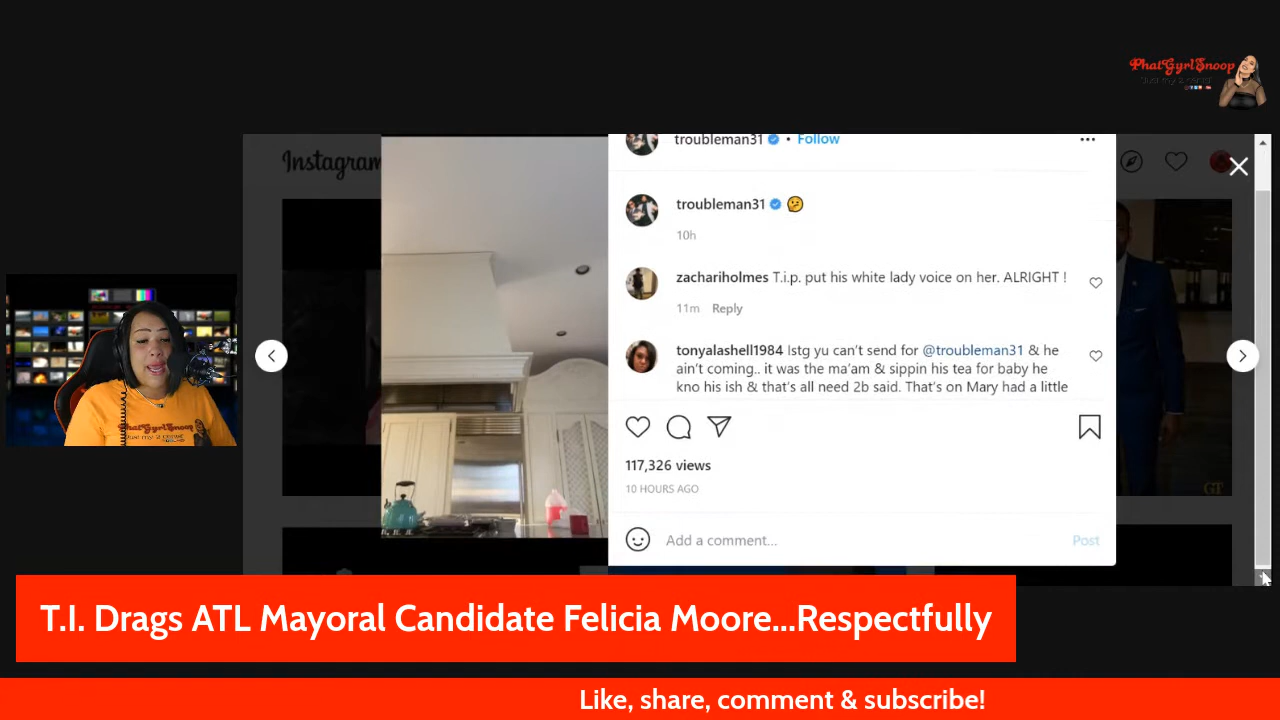 PhatGyrlSnoop
Instagram
troubleman31 • Follow
troubleman31 🤔
10h
zachariholmes T.i.p. put his white lady voice on her. ALRIGHT !
11m Reply
tonyalashell1984 Istg yu can't send for @troubleman31 & he
ain't coming.. it was the ma'am & sippin his tea for baby he
kno his ish & that's all need 2b said. That's on Mary had a little
117,326 views
10 HOURS AGO
Add a comment... Post
GT
PhatGyrlSnoop
T.I. Drags ATL Mayoral Candidate Felicia Moore...Respectfully
Like, share, comment & subscribe!